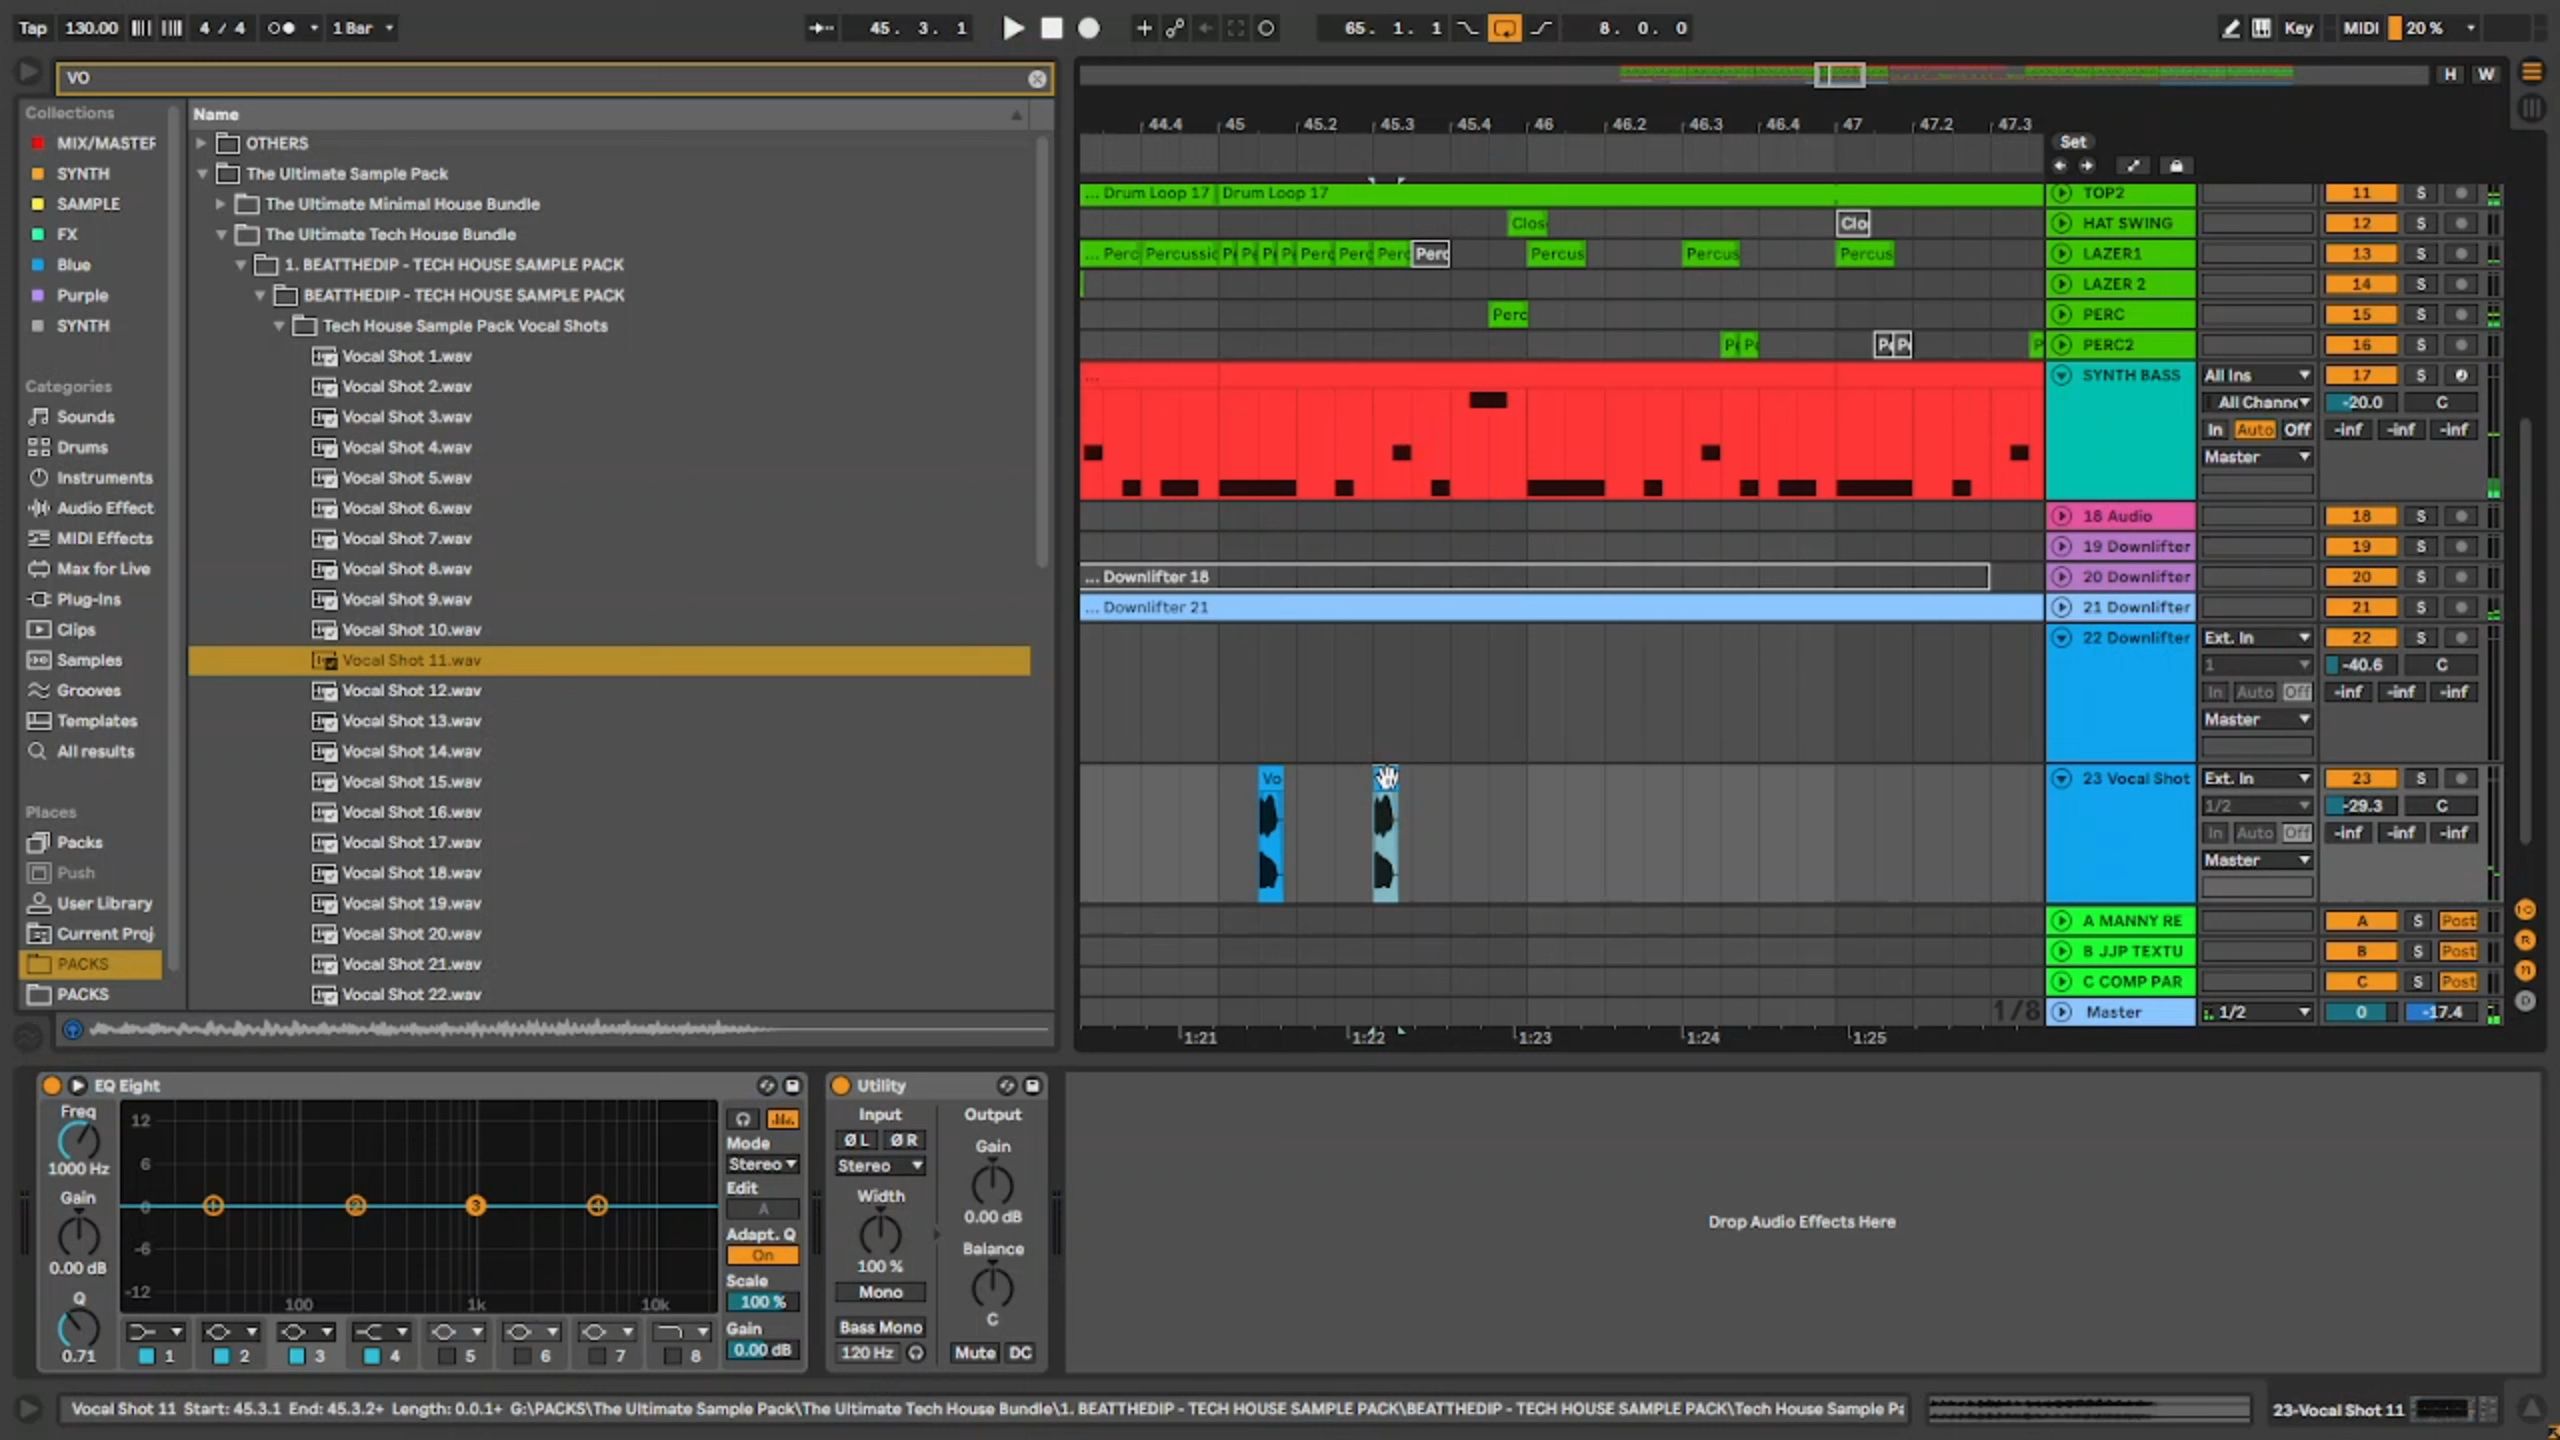 Tap 130.00 4 / 4 1 Bar 45. 3. 1 65. 1. 1 8. 0. 0 Key MIDI 20 %
VO
H W
Collections
MIX/MASTER
SYNTH
SAMPLE
FX
Blue
Purple
SYNTH
Categories
Sounds
Drums
Instruments
Audio Effect
MIDI Effects
Max for Live
Plug-Ins
Clips
Samples
Grooves
Templates
All results
Places
Packs
Push
User Library
Current Proj
PACKS
PACKS
Name
OTHERS
The Ultimate Sample Pack
The Ultimate Minimal House Bundle
The Ultimate Tech House Bundle
1. BEATTHEDIP - TECH HOUSE SAMPLE PACK
BEATTHEDIP - TECH HOUSE SAMPLE PACK
Tech House Sample Pack Vocal Shots
Vocal Shot 1.wav
Vocal Shot 2.wav
Vocal Shot 3.wav
Vocal Shot 4.wav
Vocal Shot 5.wav
Vocal Shot 6.wav
Vocal Shot 7.wav
Vocal Shot 8.wav
Vocal Shot 9.wav
Vocal Shot 10.wav
Vocal Shot 11.wav
Vocal Shot 12.wav
Vocal Shot 13.wav
Vocal Shot 14.wav
Vocal Shot 15.wav
Vocal Shot 16.wav
Vocal Shot 17.wav
Vocal Shot 18.wav
Vocal Shot 19.wav
Vocal Shot 20.wav
Vocal Shot 21.wav
Vocal Shot 22.wav
44.4 45 45.2 45.3 45.4 46 46.2 46.3 46.4 47 47.2 47.3
Set
... Drum Loop 17 Drum Loop 17 TOP2 11 S
Clos Clo HAT SWING 12 S
... Perc Percussic Perc Perc Perc Perc Percus Percus Percus LAZER1 13 S
LAZER 2 14 S
Perc PERC 15 S
PERC2 16 S
... SYNTH BASS All Ins 17 S
All Channe -20.0 C
In Auto Off -inf -inf -inf
Master
18 Audio 18 S
19 Downlifter 19 S
... Downlifter 18 20 Downlifter 20 S
... Downlifter 21 21 Downlifter 21 S
22 Downlifter Ext. In 22 S
1 -40.6 C
In Auto Off -inf -inf -inf
Master
Vo 23 Vocal Shot Ext. In 23 S
1/2 -29.3 C
In Auto Off -inf -inf -inf
Master
A MANNY RE A S Post
B JJP TEXTU B S Post
C COMP PAR C S Post
1/8 Master 1/2 0 -17.4
1:21 1:22 1:23 1:24 1:25
EQ Eight
Freq
1000 Hz
Gain
0.00 dB
Q
0.71
12
6
0
-6
-12
100 1k 10k
1 2 3 4 5 6 7 8
Mode
Stereo
Edit
A
Adapt. Q
On
Scale
100 %
Gain
0.00 dB
Utility
Input
Ø L Ø R
Stereo
Width
100 %
Mono
Bass Mono
120 Hz
Output
Gain
0.00 dB
Balance
C
Mute DC
Drop Audio Effects Here
Vocal Shot 11 Start: 45.3.1 End: 45.3.2+ Length: 0.0.1+ G:\PACKS\The Ultimate Sample Pack\The Ultimate Tech House Bundle\1. BEATTHEDIP - TECH HOUSE SAMPLE PACK\BEATTHEDIP - TECH HOUSE SAMPLE PACK\Tech House Sample Pa
23-Vocal Shot 11